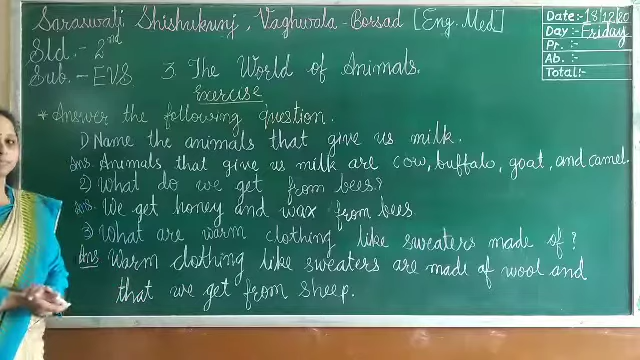 Saraswati Shishukunj, Vaghwala-Borsad [Eng. Med]
Date:- 18/12/20
Day:- Friday
Pr. :-
Ab. :-
Total:-
Std.- 2nd
Sub.- EVS
3. The World of Animals.
Exercise
* Answer the following question.
1) Name the animals that give us milk.
Ans. Animals that give us milk are cow, buffalo, goat, and camel.
2) What do we get from bees?
Ans. We get honey and wax from bees
3) What are warm clothing like sweaters made of?
Ans Warm clothing like sweaters are made of wool and
that we get from sheep.